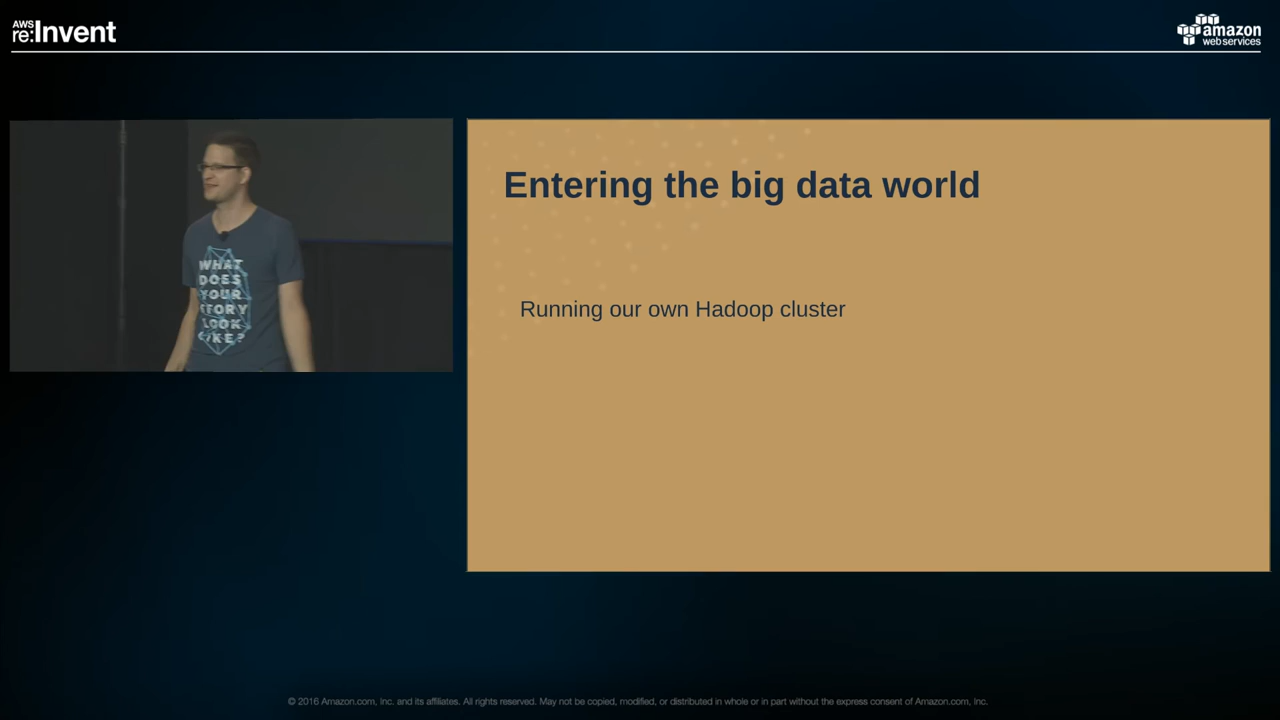 AWS
re:Invent
amazon
web services
Entering the big data world
WHAT
DOES
YOUR
STORY
LOOK
LIKE?
Running our own Hadoop cluster
© 2016 Amazon.com, Inc. and its affiliates. All rights reserved. May not be copied, modified, or distributed in whole or in part without the express consent of Amazon.com, Inc.